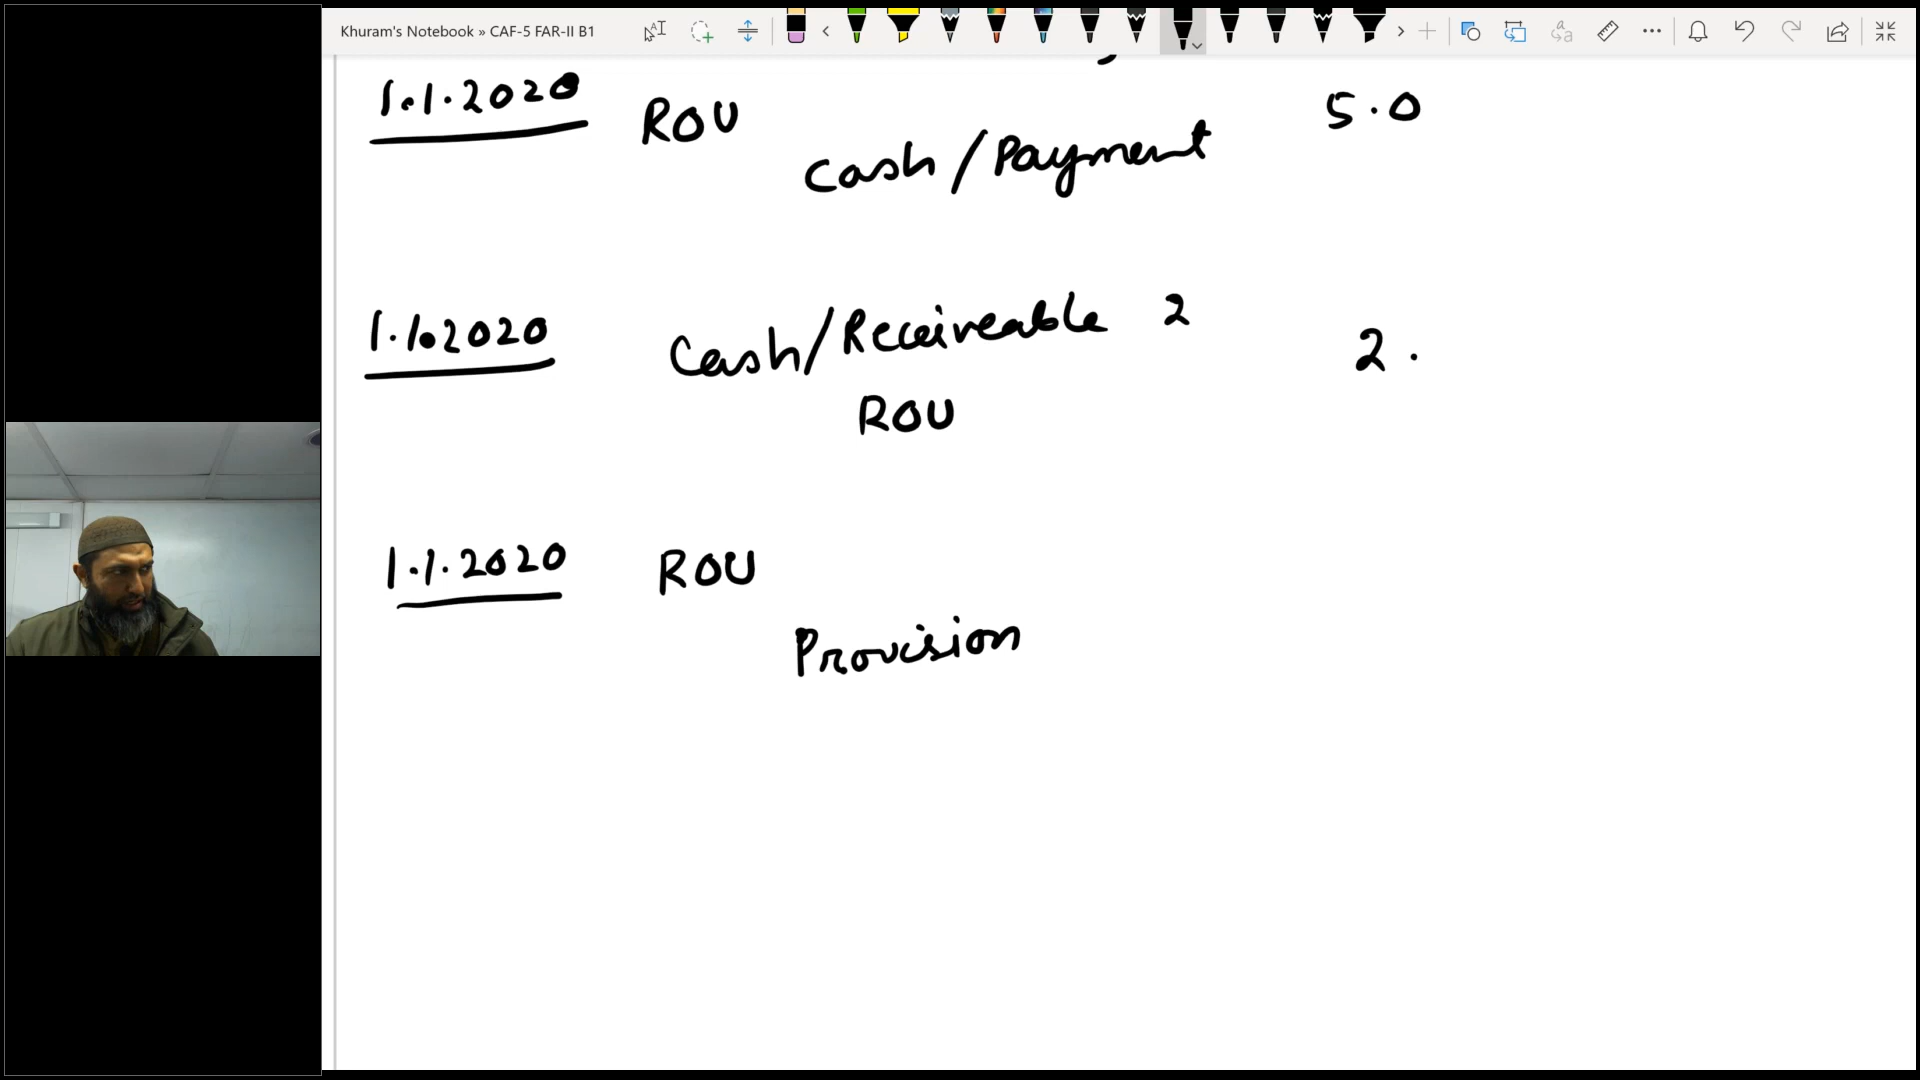 Khuram's Notebook » CAF-5 FAR-II B1
1.1.2020 ROU 5.0
Cash/Payment
1.1.2020 Cash/Receiveable 2
2.
ROU
1.1.2020 ROU
Provision